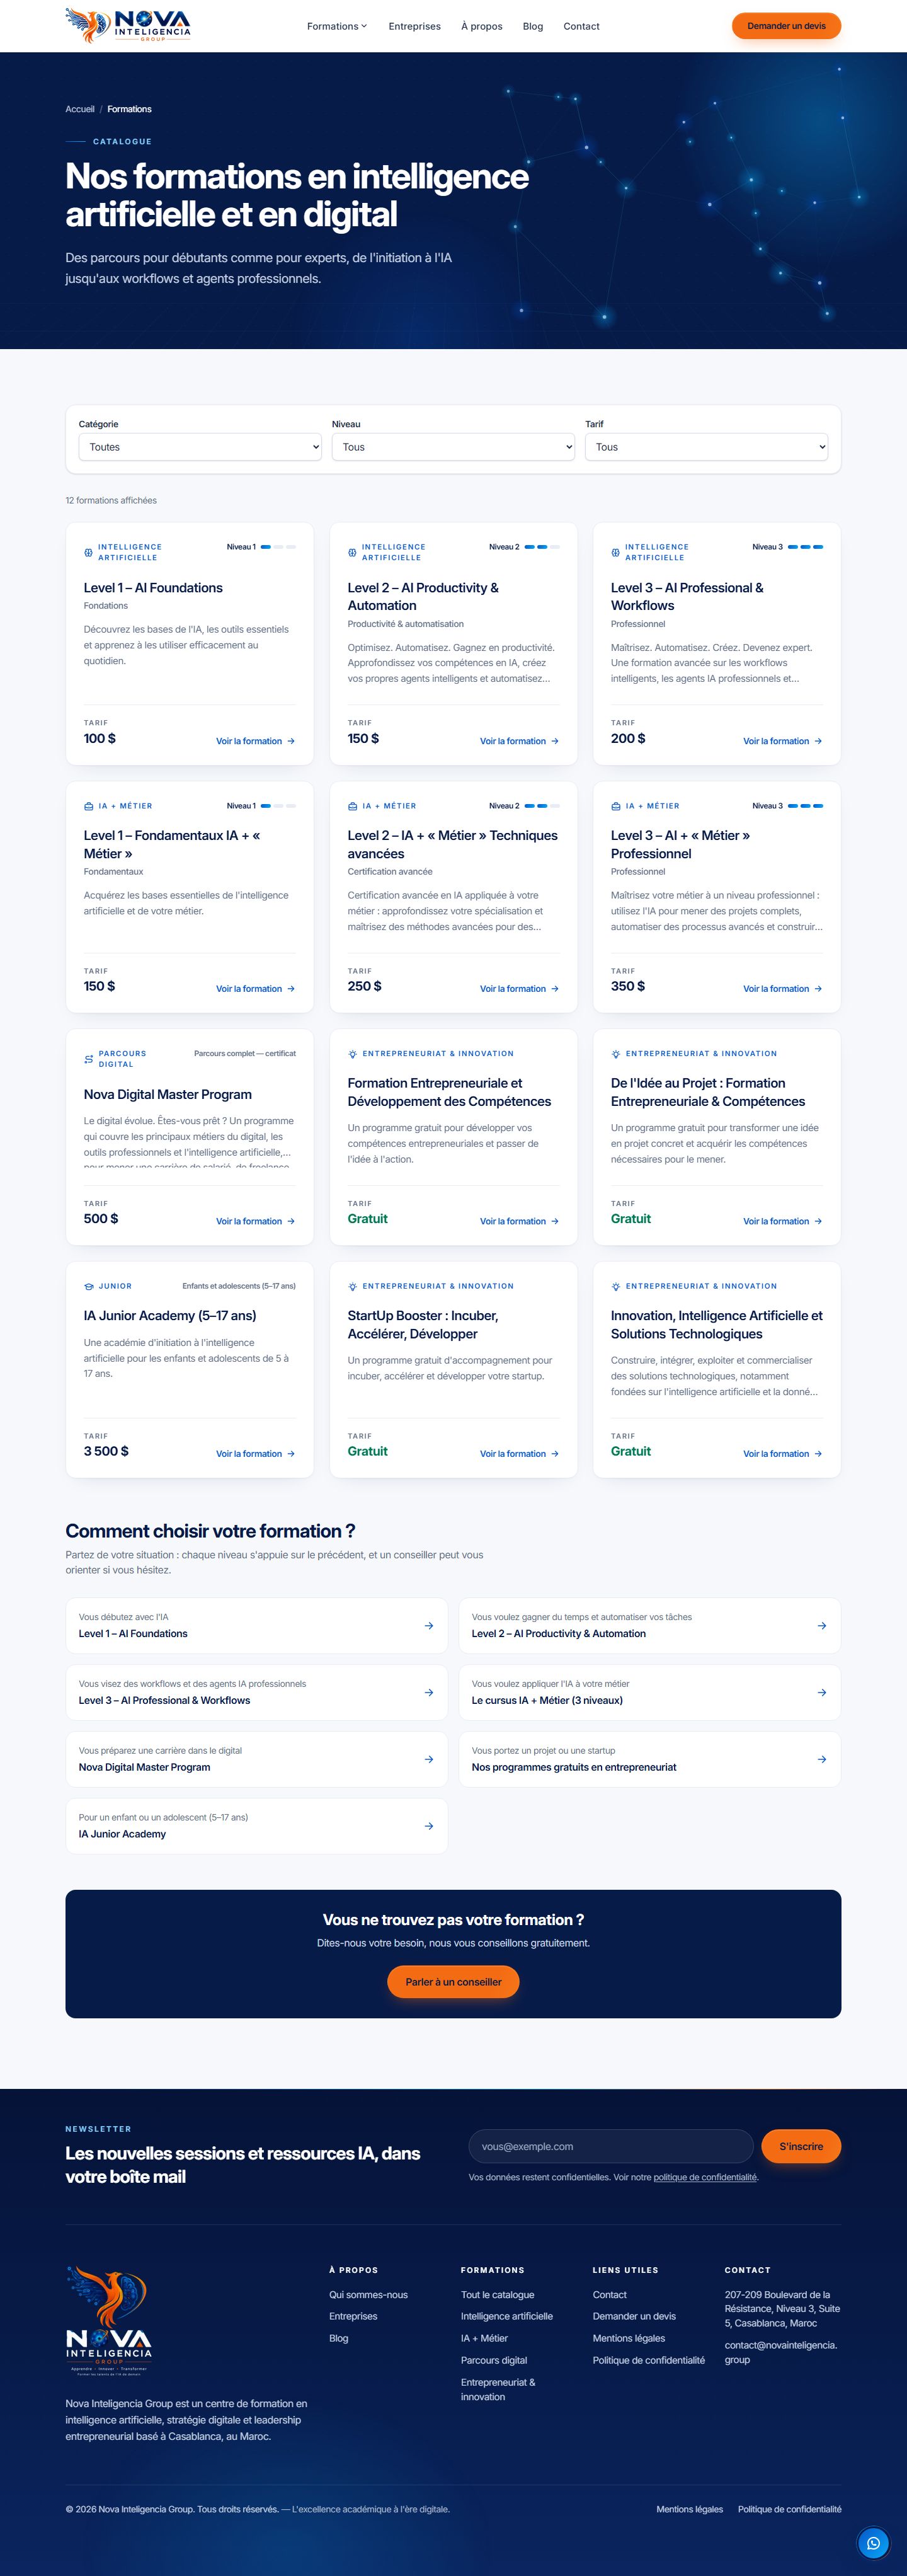 NOVA
INTELIGENCIA
GROUP
Formations
Entreprises
À propos
Blog
Contact
Demander un devis
Accueil / Formations
CATALOGUE
Nos formations en intelligence
artificielle et en digital
Des parcours pour débutants comme pour experts, de l'initiation à l'IA
jusqu'aux workflows et agents professionnels.
Catégorie
Toutes
Niveau
Tous
Tarif
Tous
12 formations affichées
INTELLIGENCE
ARTIFICIELLE
Niveau 1
Level 1 – AI Foundations
Fondations
Découvrez les bases de l'IA, les outils essentiels
et apprenez à les utiliser efficacement au
quotidien.
TARIF
100 $
Voir la formation →
INTELLIGENCE
ARTIFICIELLE
Niveau 2
Level 2 – AI Productivity &
Automation
Productivité & automatisation
Optimisez. Automatisez. Gagnez en productivité.
Approfondissez vos compétences en IA, créez
vos propres agents intelligents et automatisez...
TARIF
150 $
Voir la formation →
INTELLIGENCE
ARTIFICIELLE
Niveau 3
Level 3 – AI Professional &
Workflows
Professionnel
Maîtrisez. Automatisez. Créez. Devenez expert.
Une formation avancée sur les workflows
intelligents, les agents IA professionnels et...
TARIF
200 $
Voir la formation →
IA + MÉTIER
Niveau 1
Level 1 – Fondamentaux IA + «
Métier »
Fondamentaux
Acquérez les bases essentielles de l'intelligence
artificielle et de votre métier.
TARIF
150 $
Voir la formation →
IA + MÉTIER
Niveau 2
Level 2 – IA + « Métier » Techniques
avancées
Certification avancée
Certification avancée en IA appliquée à votre
métier : approfondissez votre spécialisation et
maîtrisez des méthodes avancées pour des...
TARIF
250 $
Voir la formation →
IA + MÉTIER
Niveau 3
Level 3 – AI + « Métier »
Professionnel
Professionnel
Maîtrisez votre métier à un niveau professionnel :
utilisez l'IA pour mener des projets complets,
automatiser des processus avancés et construir...
TARIF
350 $
Voir la formation →
PARCOURS
DIGITAL
Parcours complet — certificat
Nova Digital Master Program
Le digital évolue. Êtes-vous prêt ? Un programme
qui couvre les principaux métiers du digital, les
outils professionnels et l'intelligence artificielle,...
pour mener une carrière de salarié, de freelance
TARIF
500 $
Voir la formation →
ENTREPRENEURIAT & INNOVATION
Formation Entrepreneuriale et
Développement des Compétences
Un programme gratuit pour développer vos
compétences entrepreneuriales et passer de
l'idée à l'action.
TARIF
Gratuit
Voir la formation →
ENTREPRENEURIAT & INNOVATION
De l'Idée au Projet : Formation
Entrepreneuriale & Compétences
Un programme gratuit pour transformer une idée
en projet concret et acquérir les compétences
nécessaires pour le mener.
TARIF
Gratuit
Voir la formation →
JUNIOR
Enfants et adolescents (5–17 ans)
IA Junior Academy (5–17 ans)
Une académie d'initiation à l'intelligence
artificielle pour les enfants et adolescents de 5 à
17 ans.
TARIF
3 500 $
Voir la formation →
ENTREPRENEURIAT & INNOVATION
StartUp Booster : Incuber,
Accélérer, Développer
Un programme gratuit d'accompagnement pour
incuber, accélérer et développer votre startup.
TARIF
Gratuit
Voir la formation →
ENTREPRENEURIAT & INNOVATION
Innovation, Intelligence Artificielle et
Solutions Technologiques
Construire, intégrer, exploiter et commercialiser
des solutions technologiques, notamment
fondées sur l'intelligence artificielle et la donné...
TARIF
Gratuit
Voir la formation →
Comment choisir votre formation ?
Partez de votre situation : chaque niveau s'appuie sur le précédent, et un conseiller peut vous
orienter si vous hésitez.
Vous débutez avec l'IA
Level 1 – AI Foundations
Vous voulez gagner du temps et automatiser vos tâches
Level 2 – AI Productivity & Automation
Vous visez des workflows et des agents IA professionnels
Level 3 – AI Professional & Workflows
Vous voulez appliquer l'IA à votre métier
Le cursus IA + Métier (3 niveaux)
Vous préparez une carrière dans le digital
Nova Digital Master Program
Vous portez un projet ou une startup
Nos programmes gratuits en entrepreneuriat
Pour un enfant ou un adolescent (5–17 ans)
IA Junior Academy
Vous ne trouvez pas votre formation ?
Dites-nous votre besoin, nous vous conseillons gratuitement.
Parler à un conseiller
NEWSLETTER
Les nouvelles sessions et ressources IA, dans
votre boîte mail
vous@exemple.com
S'inscrire
Vos données restent confidentielles. Voir notre politique de confidentialité.
NOVA
INTELIGENCIA
GROUP
Apprendre · Innover · Transformer
Nova Inteligencia Group est un centre de formation en
intelligence artificielle, stratégie digitale et leadership
entrepreneurial basé à Casablanca, au Maroc.
À PROPOS
Qui sommes-nous
Entreprises
Blog
FORMATIONS
Tout le catalogue
Intelligence artificielle
IA + Métier
Parcours digital
Entrepreneuriat &
innovation
LIENS UTILES
Contact
Demander un devis
Mentions légales
Politique de confidentialité
CONTACT
207-209 Boulevard de la
Résistance, Niveau 3, Suite
5, Casablanca, Maroc
contact@novainteligencia.
group
© 2026 Nova Inteligencia Group. Tous droits réservés. — L'excellence académique à l'ère digitale.
Mentions légales
Politique de confidentialité